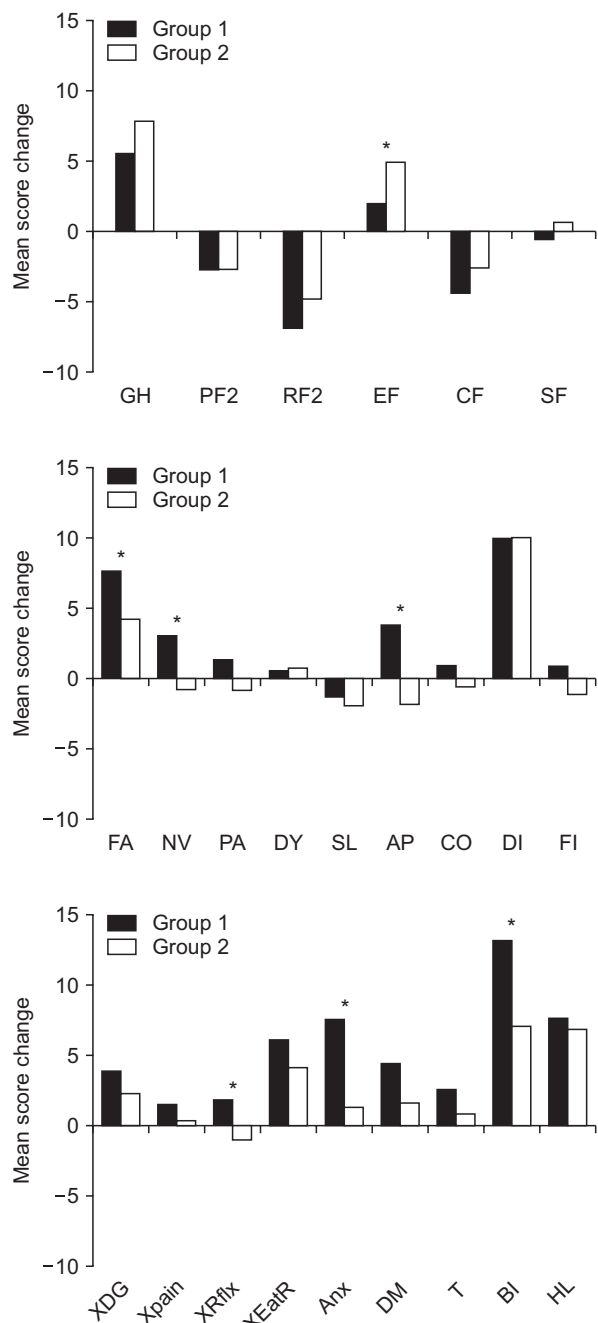 15
Group 1
Group 2
10
5
*
0
−5
−10
Mean score change
GH PF2 RF2 EF CF SF
15
Group 1
Group 2
10
* * *
5
0
−5
−10
Mean score change
FA NV PA DY SL AP CO DI FI
15
Group 1
Group 2
*
10
*
5
*
0
−5
−10
Mean score change
XDG Xpain XRflx XEatR Anx DM T BI HL